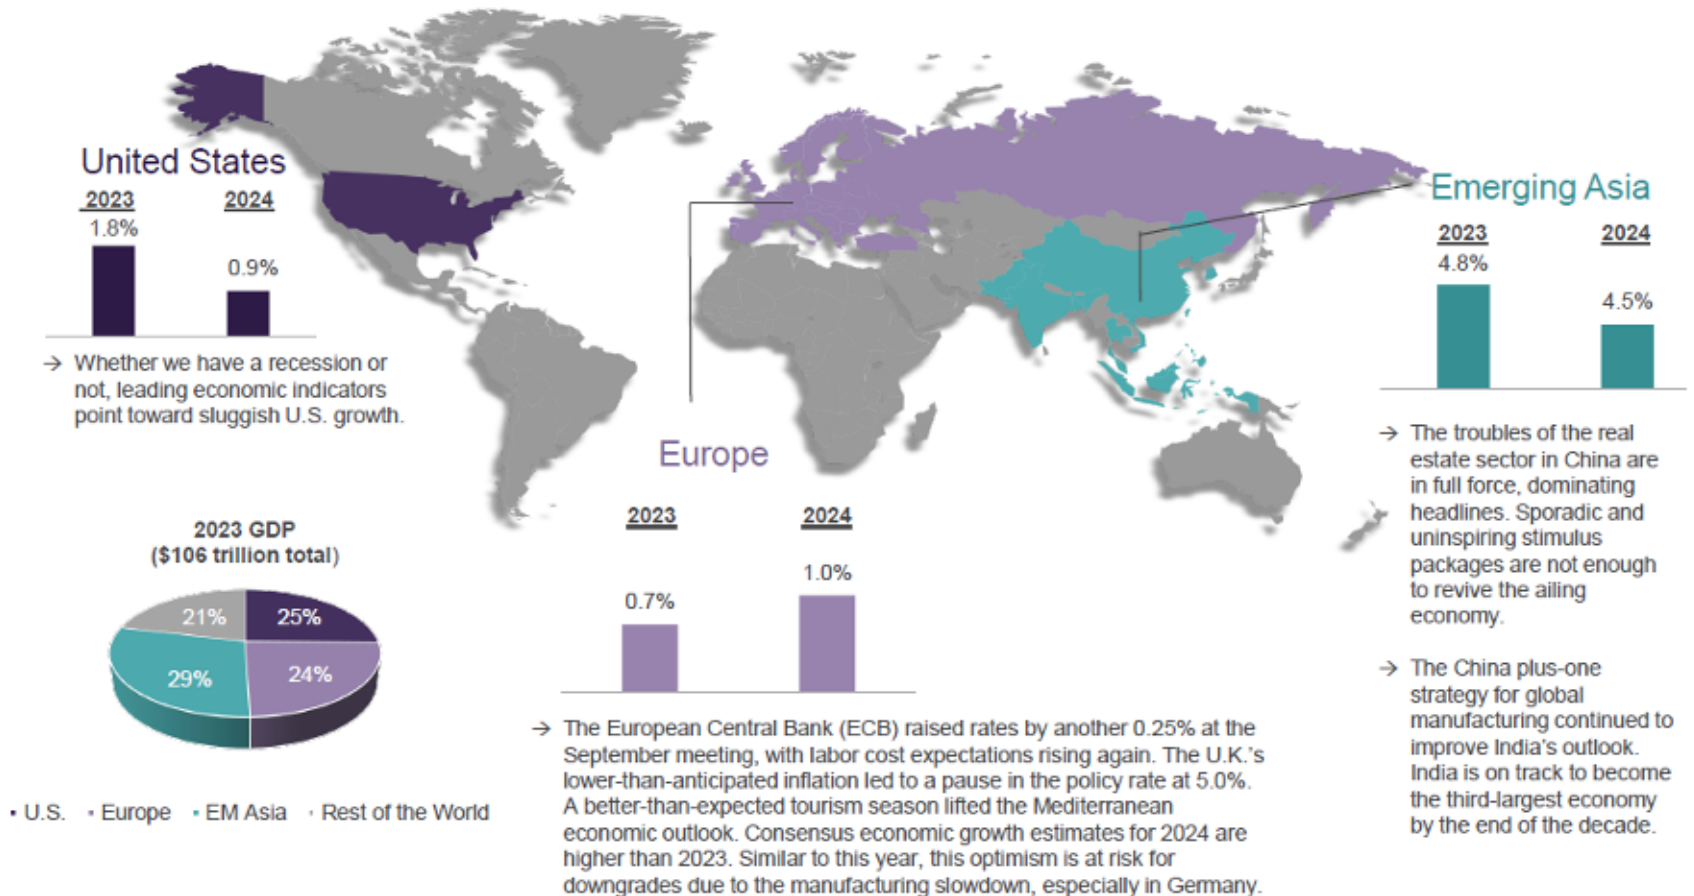 United States
2023 2024
1.8%
0.9%
→ Whether we have a recession or
not, leading economic indicators
point toward sluggish U.S. growth.
2023 GDP
($106 trillion total)
21% 25%
29% 24%
▪ U.S. ▪ Europe ▪ EM Asia ▪ Rest of the World
Europe
2023 2024
0.7%
1.0%
→ The European Central Bank (ECB) raised rates by another 0.25% at the
September meeting, with labor cost expectations rising again. The U.K.'s
lower-than-anticipated inflation led to a pause in the policy rate at 5.0%.
A better-than-expected tourism season lifted the Mediterranean
economic outlook. Consensus economic growth estimates for 2024 are
higher than 2023. Similar to this year, this optimism is at risk for
downgrades due to the manufacturing slowdown, especially in Germany.
Emerging Asia
2023 2024
4.8%
4.5%
→ The troubles of the real
estate sector in China are
in full force, dominating
headlines. Sporadic and
uninspiring stimulus
packages are not enough
to revive the ailing
economy.
→ The China plus-one
strategy for global
manufacturing continued to
improve India's outlook.
India is on track to become
the third-largest economy
by the end of the decade.